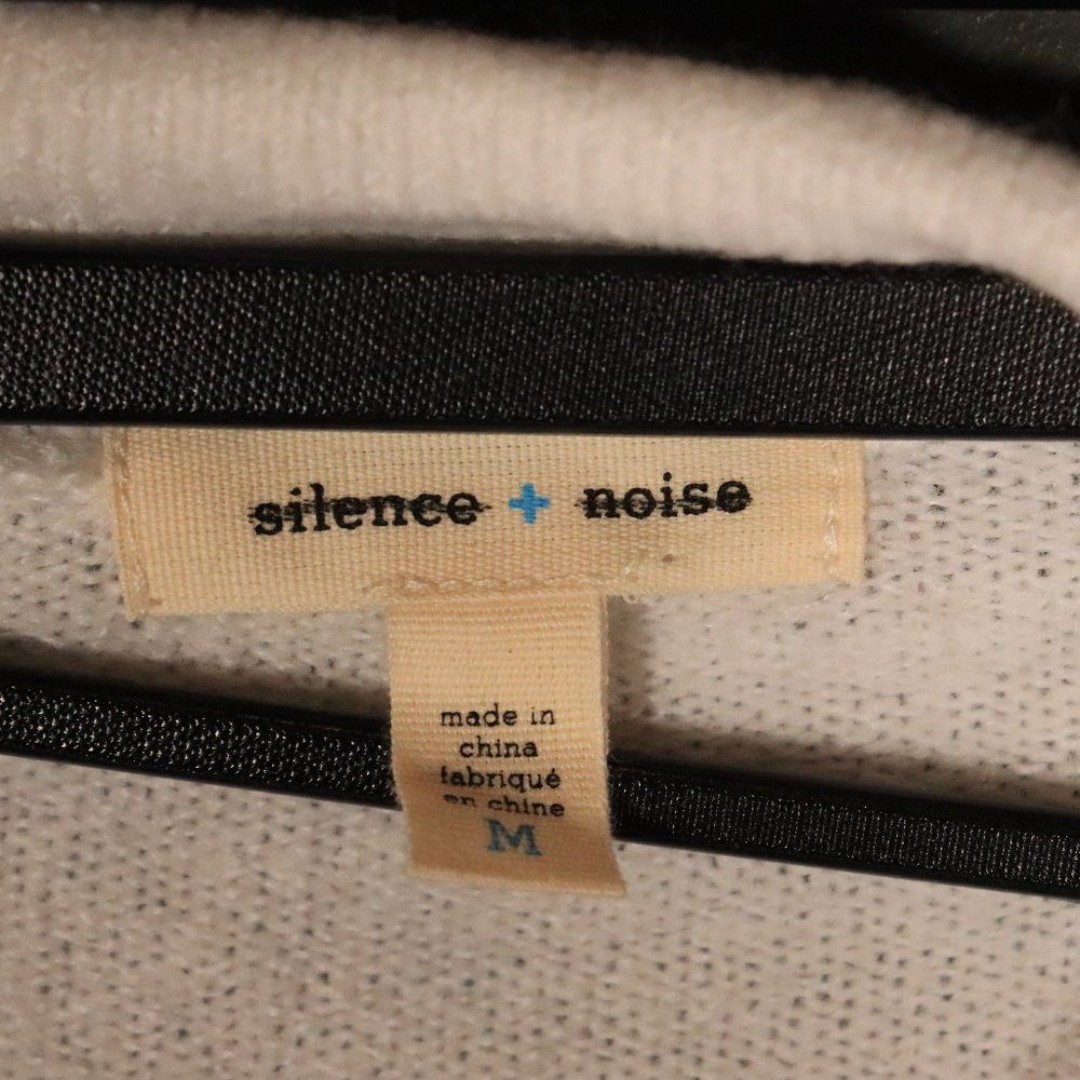 silence + noise
made in
china
fabriqué
en chine
M